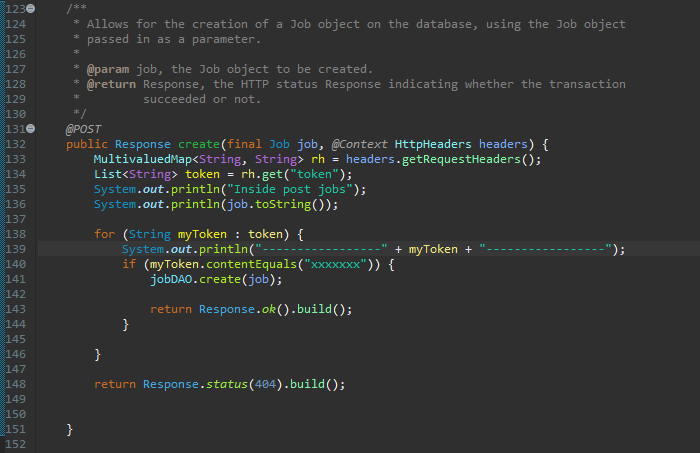 123 /**
124 * Allows for the creation of a Job object on the database, using the Job object
125 * passed in as a parameter.
126 *
127 * @param job, the Job object to be created.
128 * @return Response, the HTTP status Response indicating whether the transaction
129 *         succeeded or not.
130 */
131 @POST
132 public Response create(final Job job, @Context HttpHeaders headers) {
133     MultivaluedMap<String, String> rh = headers.getRequestHeaders();
134     List<String> token = rh.get("token");
135     System.out.println("Inside post jobs");
136     System.out.println(job.toString());
137
138     for (String myToken : token) {
139         System.out.println("-----------------" + myToken + "-----------------");
140         if (myToken.contentEquals("xxxxxxx")) {
141             jobDAO.create(job);
142
143             return Response.ok().build();
144         }
145
146     }
147
148     return Response.status(404).build();
149
150
151 }
152